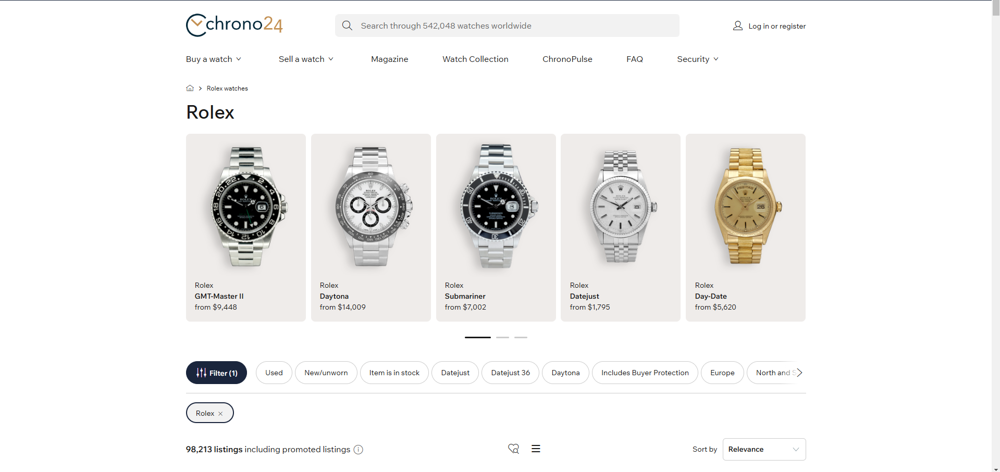 chrono24
Search through 542,048 watches worldwide
Log in or register
Buy a watch
Sell a watch
Magazine
Watch Collection
ChronoPulse
FAQ
Security
Rolex watches
Rolex
Rolex
GMT-Master II
from $9,448
Rolex
Daytona
from $14,009
Rolex
Submariner
from $7,002
Rolex
Datejust
from $1,795
Rolex
Day-Date
from $5,620
Filter (1)
Used
New/unworn
Item is in stock
Datejust
Datejust 36
Daytona
Includes Buyer Protection
Europe
North and S
Rolex
98,213 listings including promoted listings
Sort by
Relevance